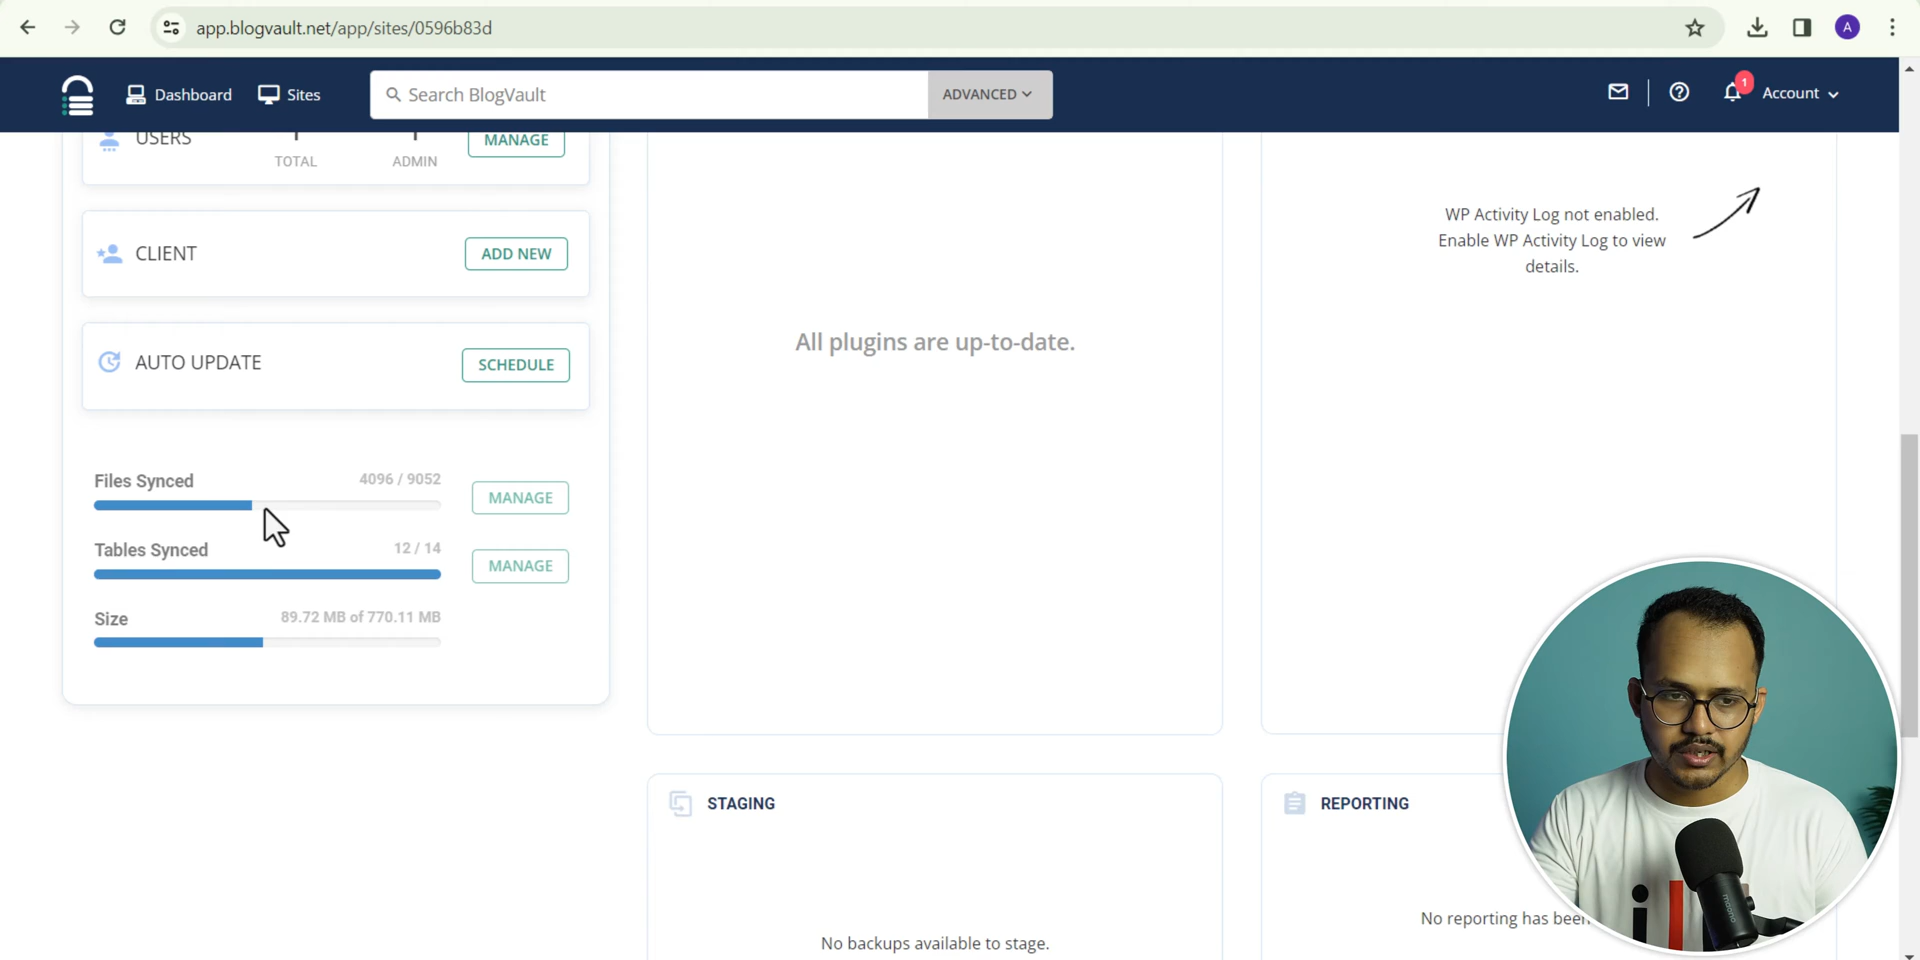 app.blogvault.net/app/sites/0596b83d
A
Dashboard
Sites
Search BlogVault
ADVANCED
1
Account
USERS
TOTAL
ADMIN
MANAGE
CLIENT
ADD NEW
AUTO UPDATE
SCHEDULE
Files Synced
4096 / 9052
MANAGE
Tables Synced
12 / 14
MANAGE
Size
89.72 MB of 770.11 MB
All plugins are up-to-date.
WP Activity Log not enabled.
Enable WP Activity Log to view
details.
STAGING
No backups available to stage.
REPORTING
No reporting has been
maono